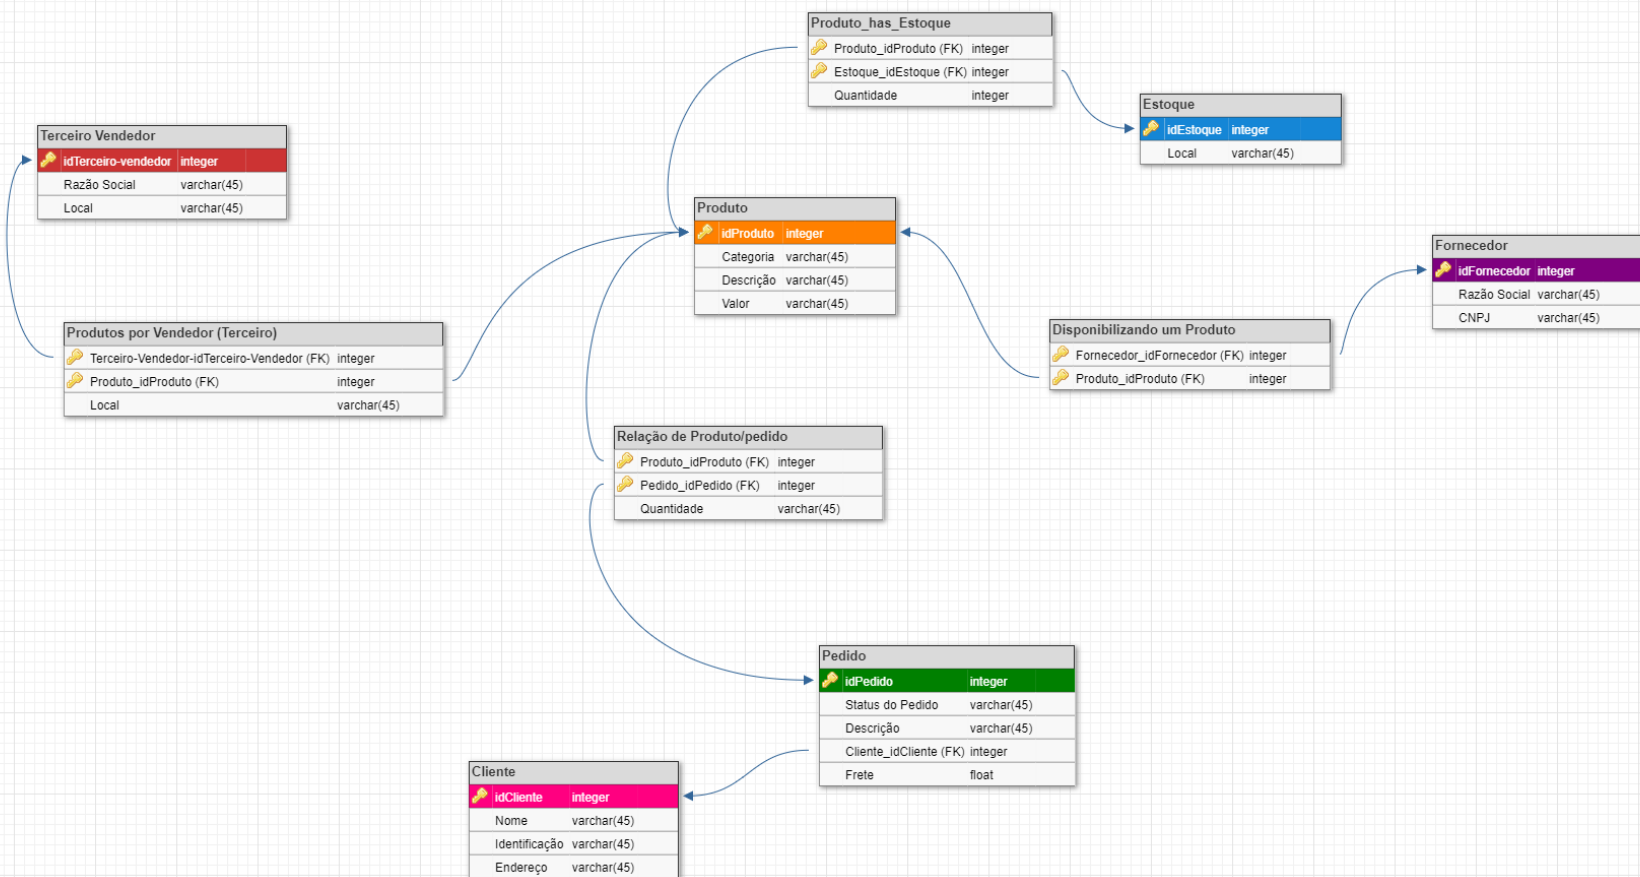 Produto_has_Estoque
Produto_idProduto (FK) integer
Estoque_idEstoque (FK) integer
Quantidade integer
Estoque
idEstoque integer
Local varchar(45)
Terceiro Vendedor
idTerceiro-vendedor integer
Razão Social varchar(45)
Local varchar(45)
Produto
idProduto integer
Categoria varchar(45)
Descrição varchar(45)
Valor varchar(45)
Fornecedor
idFornecedor integer
Razão Social varchar(45)
CNPJ varchar(45)
Produtos por Vendedor (Terceiro)
Terceiro-Vendedor-idTerceiro-Vendedor (FK) integer
Produto_idProduto (FK) integer
Local varchar(45)
Disponibilizando um Produto
Fornecedor_idFornecedor (FK) integer
Produto_idProduto (FK) integer
Relação de Produto/pedido
Produto_idProduto (FK) integer
Pedido_idPedido (FK) integer
Quantidade varchar(45)
Pedido
idPedido integer
Status do Pedido varchar(45)
Descrição varchar(45)
Cliente_idCliente (FK) integer
Frete float
Cliente
idCliente integer
Nome varchar(45)
Identificação varchar(45)
Endereço varchar(45)